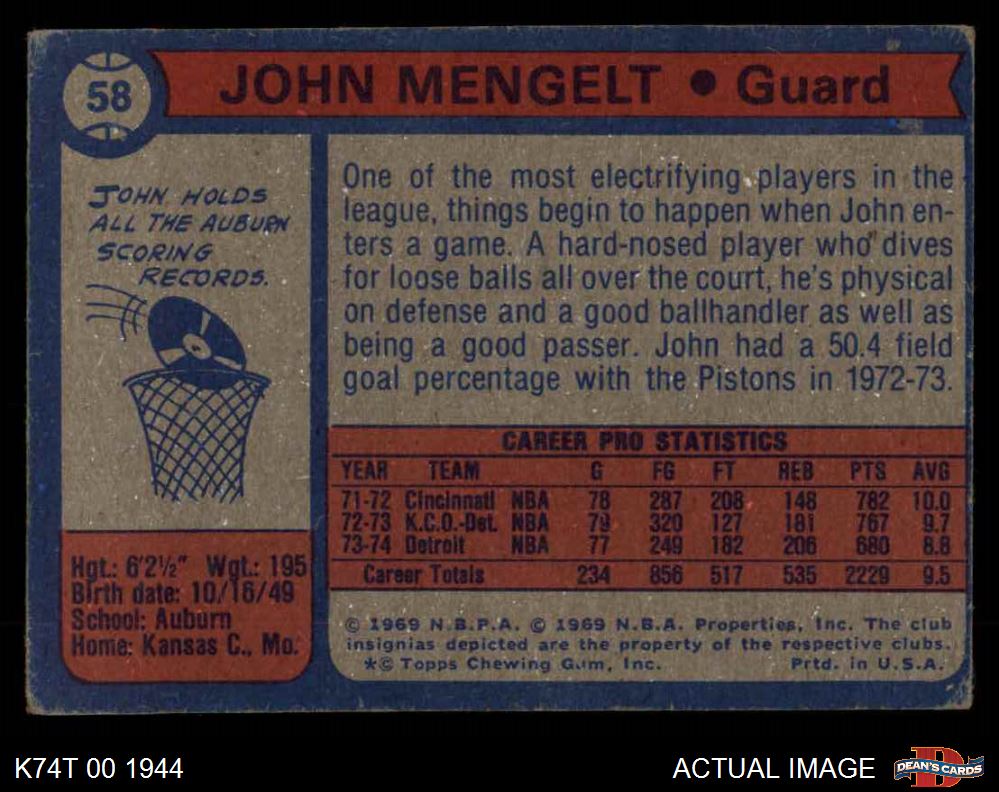 58
JOHN MENGELT • Guard
JOHN HOLDS
ALL THE AUBURN
SCORING
RECORDS.
One of the most electrifying players in the
league, things begin to happen when John en-
ters a game. A hard-nosed player who dives
for loose balls all over the court, he's physical
on defense and a good ballhandler as well as
being a good passer. John had a 50.4 field
goal percentage with the Pistons in 1972-73.
CAREER PRO STATISTICS
YEAR TEAM G FG FT REB PTS AVG
71-72 Cincinnati NBA 78 287 208 148 782 10.0
72-73 K.C.O.-Det. NBA 79 320 127 181 767 9.7
73-74 Detroit NBA 77 249 182 206 680 8.8
Career Totals 234 856 517 535 2229 9.5
Hgt.: 6'2½" Wgt.: 195
Birth date: 10/16/49
School: Auburn
Home: Kansas C., Mo.
© 1969 N.B.P.A. © 1969 N.B.A. Properties, Inc. The club
insignias depicted are the property of the respective clubs.
*© Topps Chewing Gum, Inc. Prtd. in U.S.A.
K74T 00 1944
ACTUAL IMAGE
DEAN'S CARDS